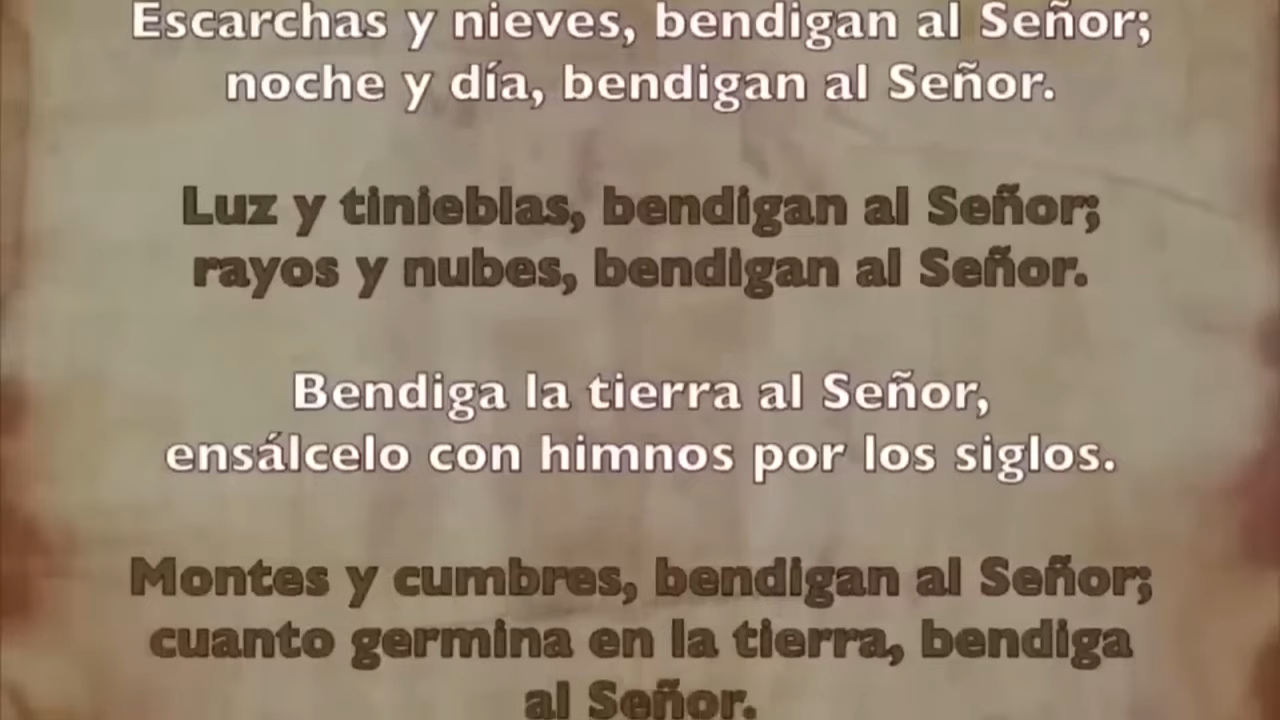 Escarchas y nieves, bendigan al Señor;
noche y día, bendigan al Señor.
Luz y tinieblas, bendigan al Señor;
rayos y nubes, bendigan al Señor.
Bendiga la tierra al Señor,
ensálcelo con himnos por los siglos.
Montes y cumbres, bendigan al Señor;
cuanto germina en la tierra, bendiga
al Señor.